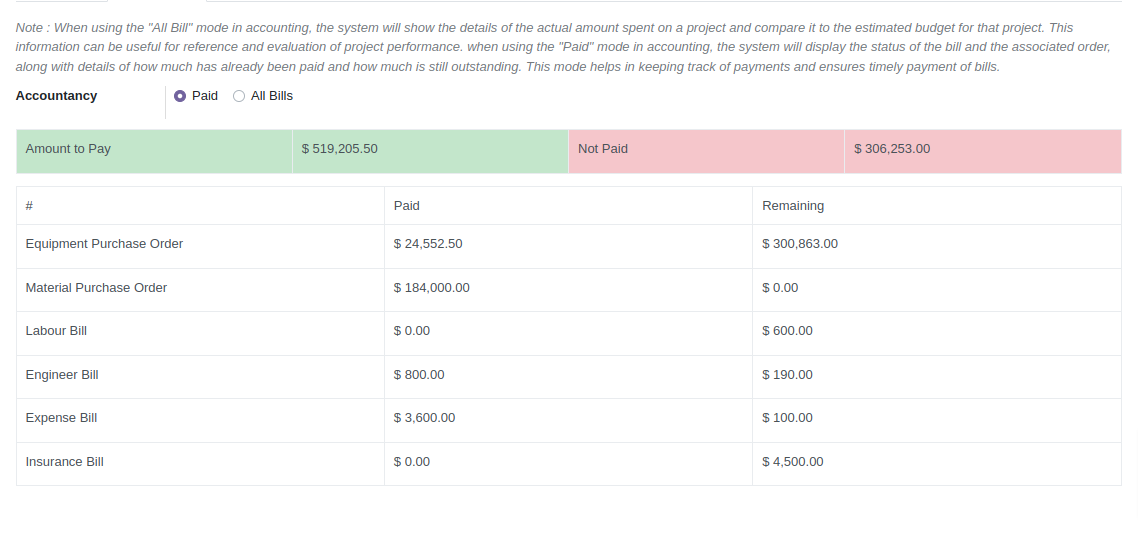 Note : When using the "All Bill" mode in accounting, the system will show the details of the actual amount spent on a project and compare it to the estimated budget for that project. This
information can be useful for reference and evaluation of project performance. when using the "Paid" mode in accounting, the system will display the status of the bill and the associated order,
along with details of how much has already been paid and how much is still outstanding. This mode helps in keeping track of payments and ensures timely payment of bills.
Accountancy Paid All Bills
Amount to Pay $ 519,205.50 Not Paid $ 306,253.00
# Paid Remaining
Equipment Purchase Order $ 24,552.50 $ 300,863.00
Material Purchase Order $ 184,000.00 $ 0.00
Labour Bill $ 0.00 $ 600.00
Engineer Bill $ 800.00 $ 190.00
Expense Bill $ 3,600.00 $ 100.00
Insurance Bill $ 0.00 $ 4,500.00